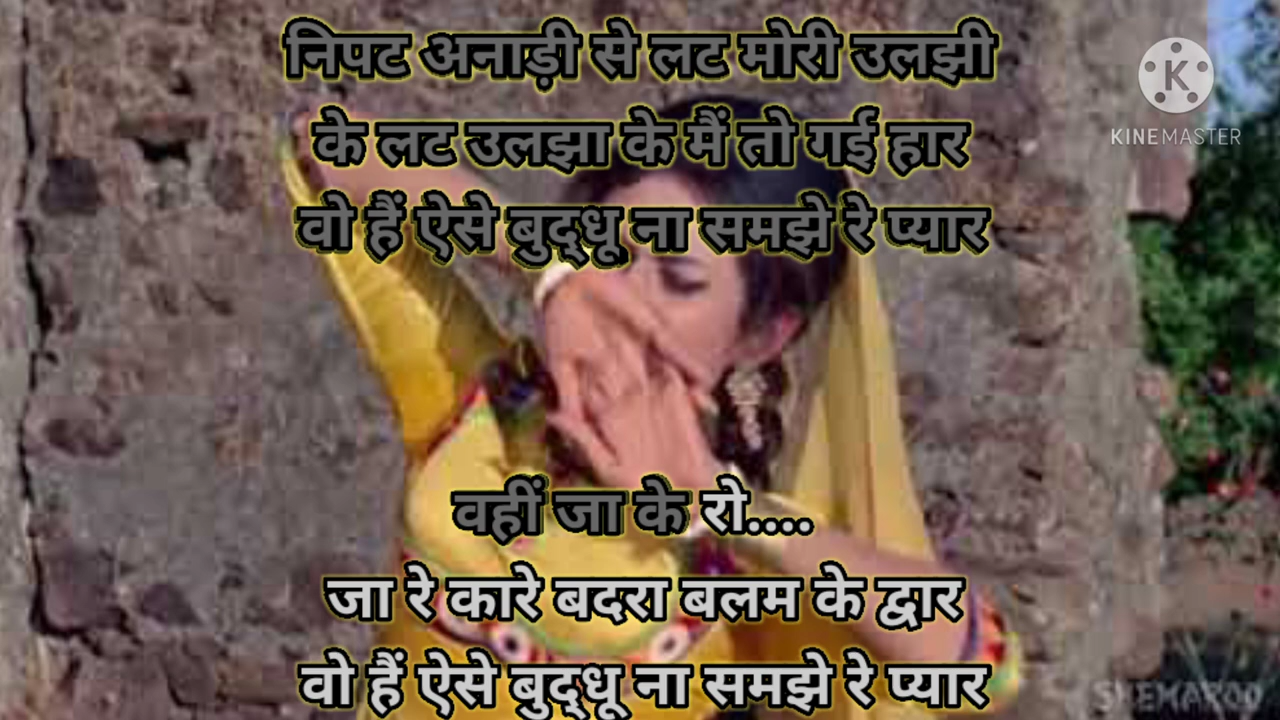 निपट अनाड़ी से लट मोरी उलझी
के लट उलझा के मैं तो गई हार
वो हैं ऐसे बुद्धू ना समझे रे प्यार
वहीं जा के रो....
जा रे कारे बदरा बलम के द्वार
वो हैं ऐसे बुद्धू ना समझे रे प्यार
K
KINEMASTER
SHEMAROO